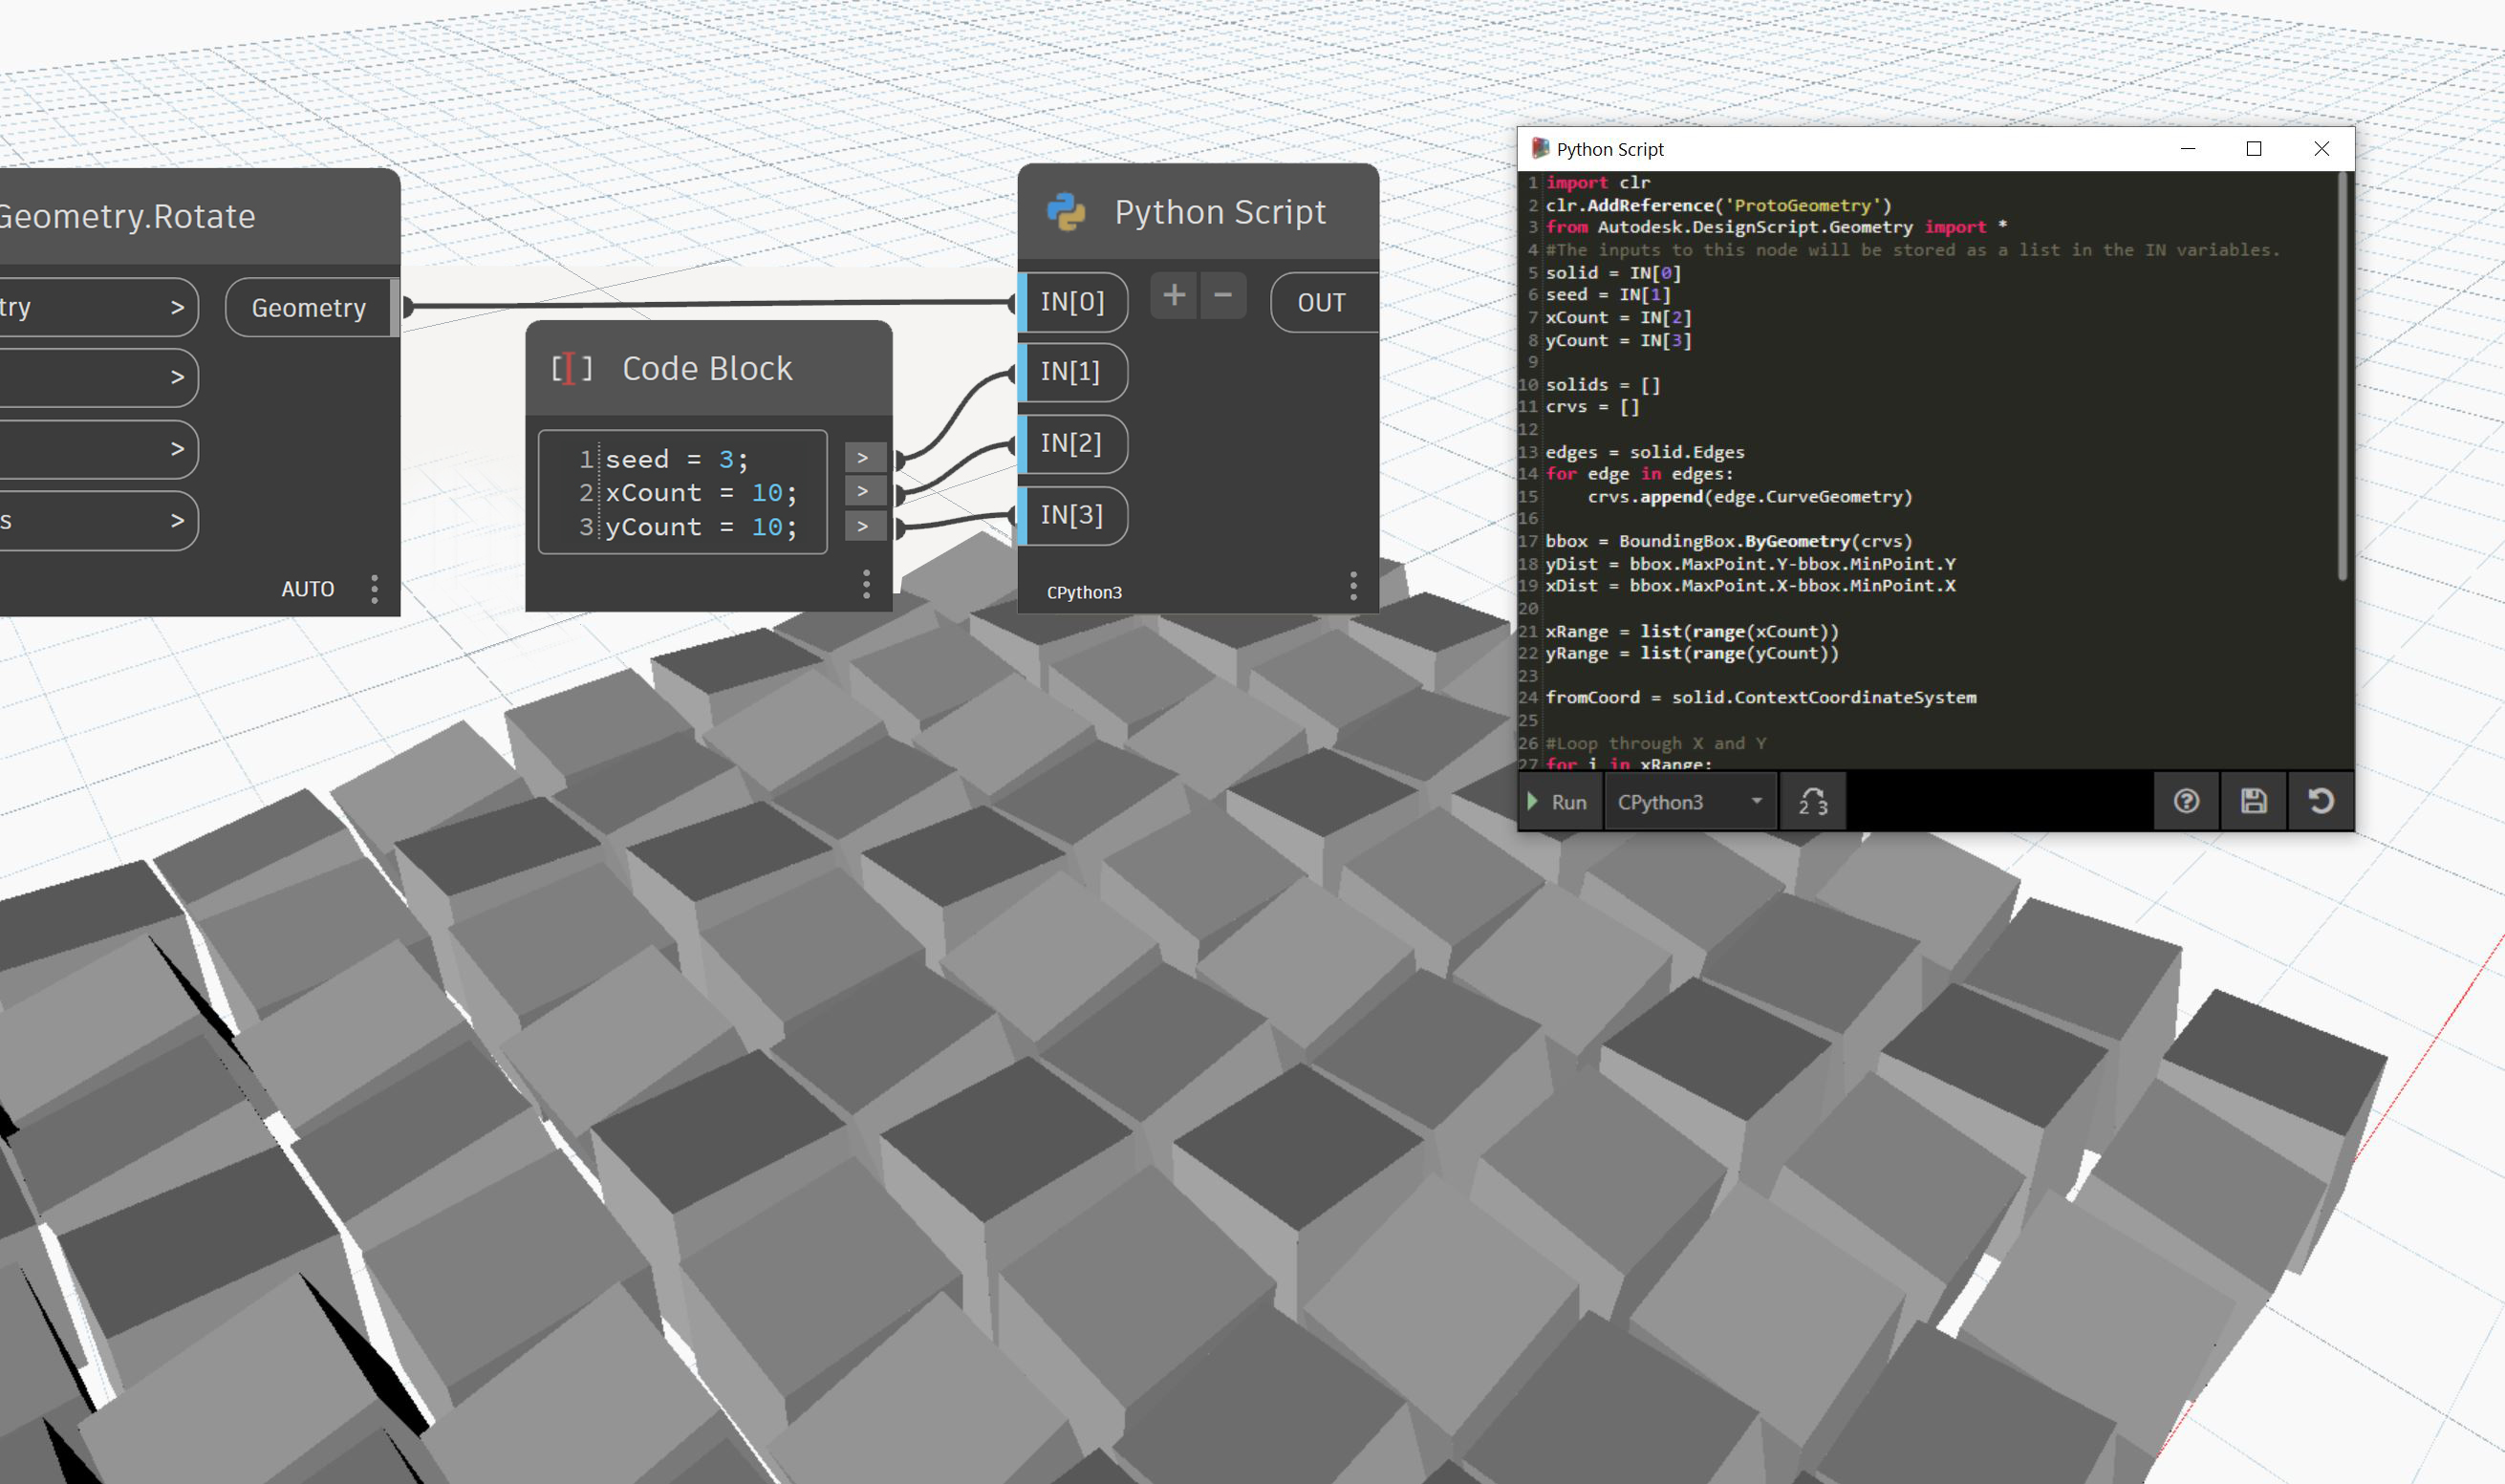 Geometry.Rotate
try >
Geometry
>
>
s >
AUTO
[I] Code Block
1 seed = 3; >
2 xCount = 10; >
3 yCount = 10; >
Python Script
IN[0] + − OUT
IN[1]
IN[2]
IN[3]
CPython3
Python Script
1 import clr
2 clr.AddReference('ProtoGeometry')
3 from Autodesk.DesignScript.Geometry import *
4 #The inputs to this node will be stored as a list in the IN variables.
5 solid = IN[0]
6 seed = IN[1]
7 xCount = IN[2]
8 yCount = IN[3]
9
10 solids = []
11 crvs = []
12
13 edges = solid.Edges
14 for edge in edges:
15     crvs.append(edge.CurveGeometry)
16
17 bbox = BoundingBox.ByGeometry(crvs)
18 yDist = bbox.MaxPoint.Y-bbox.MinPoint.Y
19 xDist = bbox.MaxPoint.X-bbox.MinPoint.X
20
21 xRange = list(range(xCount))
22 yRange = list(range(yCount))
23
24 fromCoord = solid.ContextCoordinateSystem
25
26 #Loop through X and Y
27 for i in xRange:
Run CPython3 2 3 ?